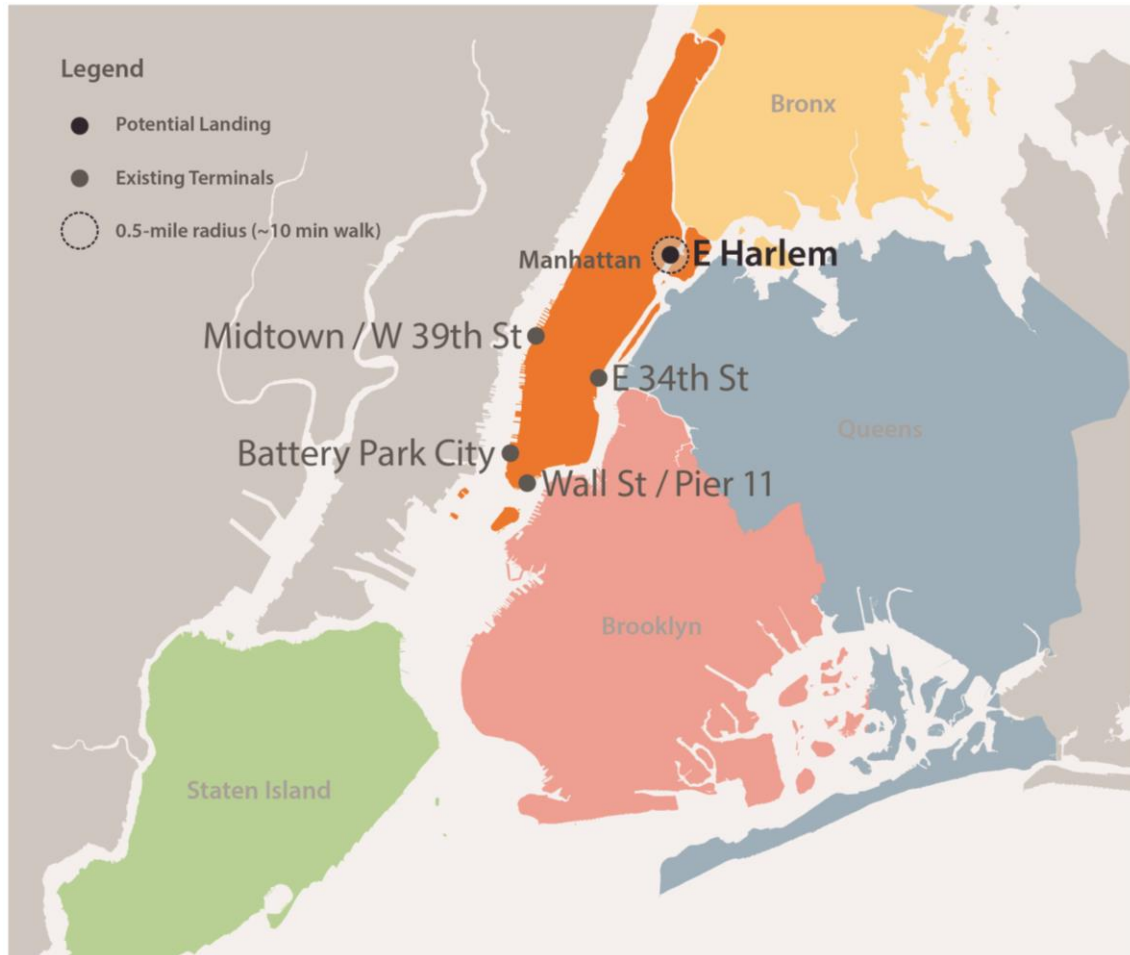 Legend
Potential Landing
Existing Terminals
0.5-mile radius (~10 min walk)
Bronx
E Harlem
Manhattan
Midtown / W 39th St
E 34th St
Queens
Battery Park City
Wall St / Pier 11
Brooklyn
Staten Island